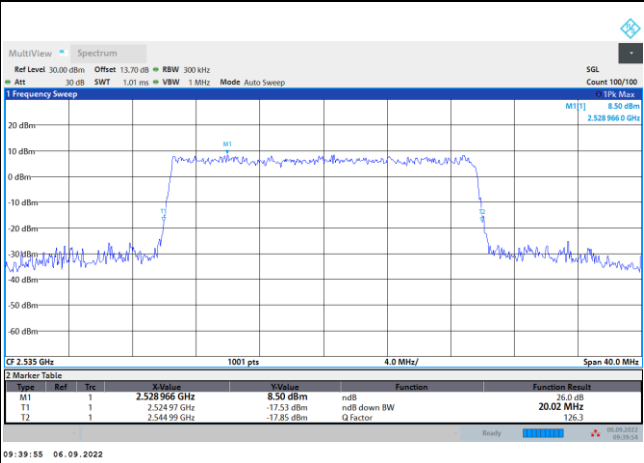 MultiView Spectrum
Ref Level 30.00 dBm Offset 13.70 dB RBW 300 kHz SGL
Att 30 dB SWT 1.01 ms VBW 1 MHz Mode Auto Sweep Count 100/100
1 Frequency Sweep 1Pk Max
M1[1] 8.50 dBm
2.528 966 0 GHz
20 dBm
M1
10 dBm
0 dBm
-10 dBm
T1 T2
-20 dBm
-30 dBm
-40 dBm
-50 dBm
-60 dBm
CF 2.535 GHz 1001 pts 4.0 MHz/ Span 40.0 MHz
2 Marker Table
Type Ref Trc X-Value Y-Value Function Function Result
M1 1 2.528 966 GHz 8.50 dBm ndB 26.0 dB
T1 1 2.524 97 GHz -17.53 dBm ndB down BW 20.02 MHz
T2 1 2.544 99 GHz -17.85 dBm Q Factor 126.3
Ready 06.09.2022
09:39:54
09:39:55 06.09.2022